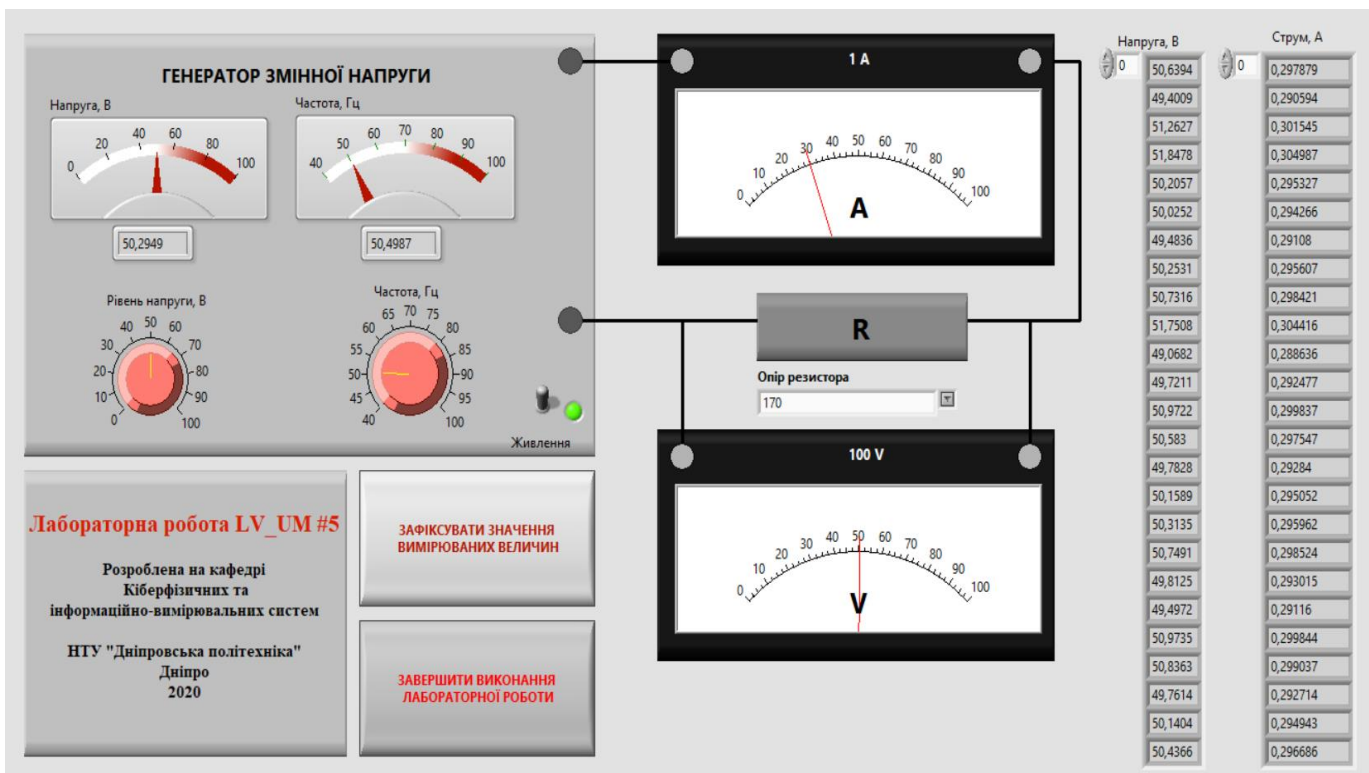 ГЕНЕРАТОР ЗМІННОЇ НАПРУГИ
Напруга, В
0 20 40 60 80 100
50,2949
Частота, Гц
40 50 60 70 80 90 100
50,4987
Рівень напруги, В
0 10 20 30 40 50 60 70 80 90 100
Частота, Гц
40 45 50 55 60 65 70 75 80 85 90 95 100
Живлення
Лабораторна робота LV_UM #5
Розроблена на кафедрі
Кіберфізичних та
інформаційно-вимірювальних систем
НТУ "Дніпровська політехніка"
Дніпро
2020
ЗАФІКСУВАТИ ЗНАЧЕННЯ
ВИМІРЮВАНИХ ВЕЛИЧИН
ЗАВЕРШИТИ ВИКОНАННЯ
ЛАБОРАТОРНОЇ РОБОТИ
1 A
0 10 20 30 40 50 60 70 80 90 100
A
R
Опір резистора
170
100 V
0 10 20 30 40 50 60 70 80 90 100
V
Напруга, В
0
50,6394
49,4009
51,2627
51,8478
50,2057
50,0252
49,4836
50,2531
50,7316
51,7508
49,0682
49,7211
50,9722
50,583
49,7828
50,1589
50,3135
50,7491
49,8125
49,4972
50,9735
50,8363
49,7614
50,1404
50,4366
Струм, А
0
0,297879
0,290594
0,301545
0,304987
0,295327
0,294266
0,29108
0,295607
0,298421
0,304416
0,288636
0,292477
0,299837
0,297547
0,29284
0,295052
0,295962
0,298524
0,293015
0,29116
0,299844
0,299037
0,292714
0,294943
0,296686